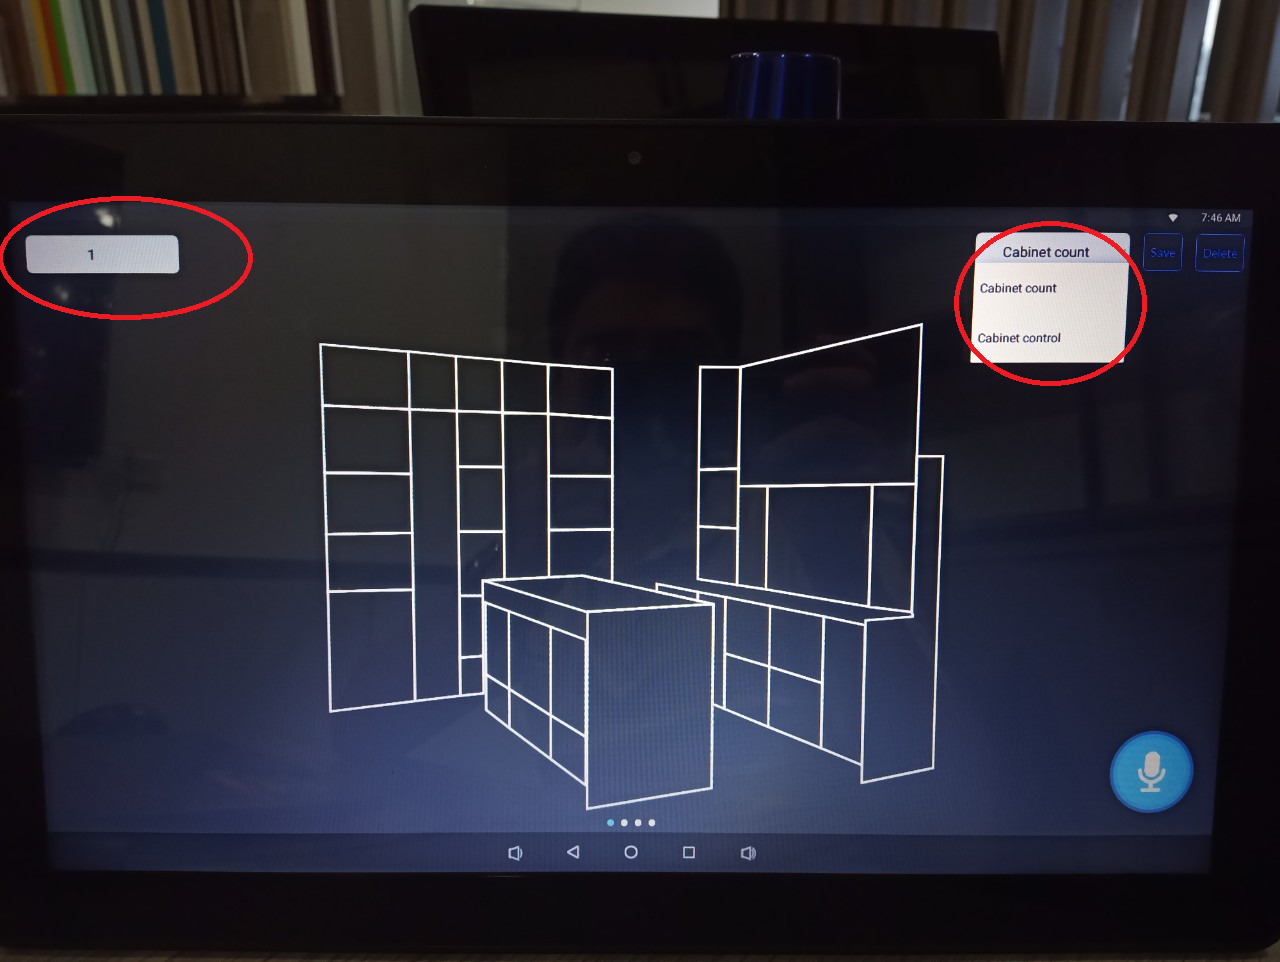 7:46 AM
1
Cabinet count
Save
Delete
Cabinet count
Cabinet control